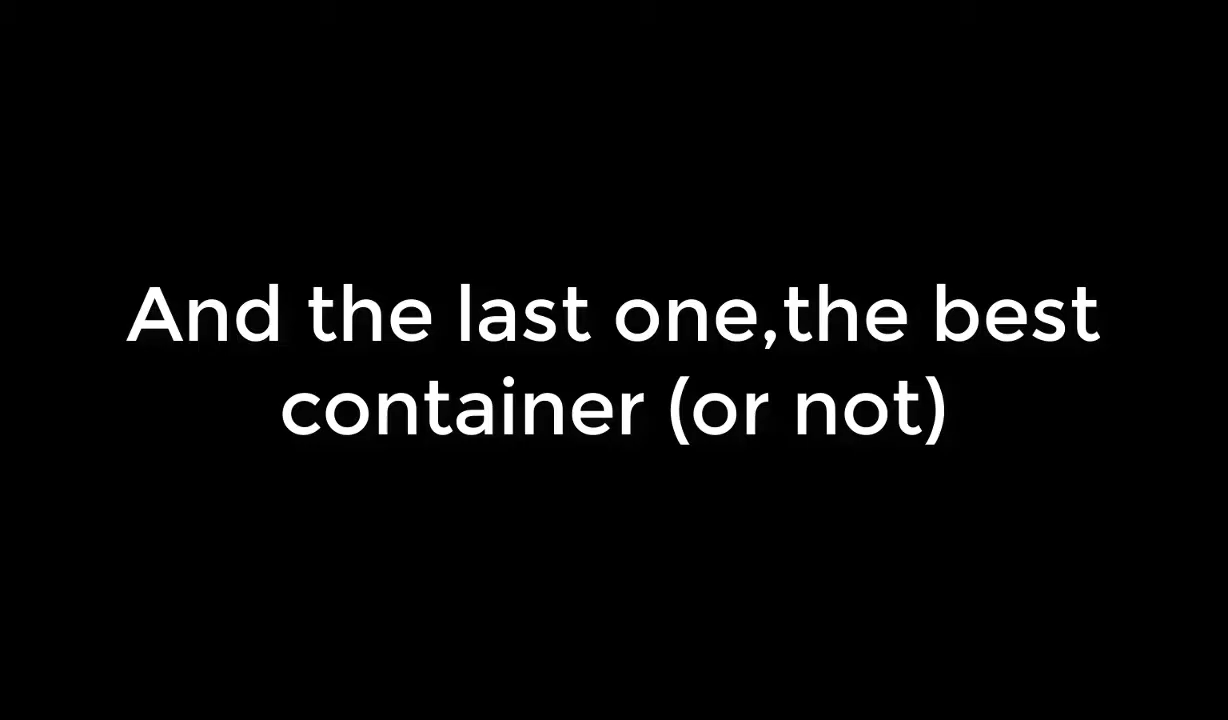 And the last one,the best
container (or not)